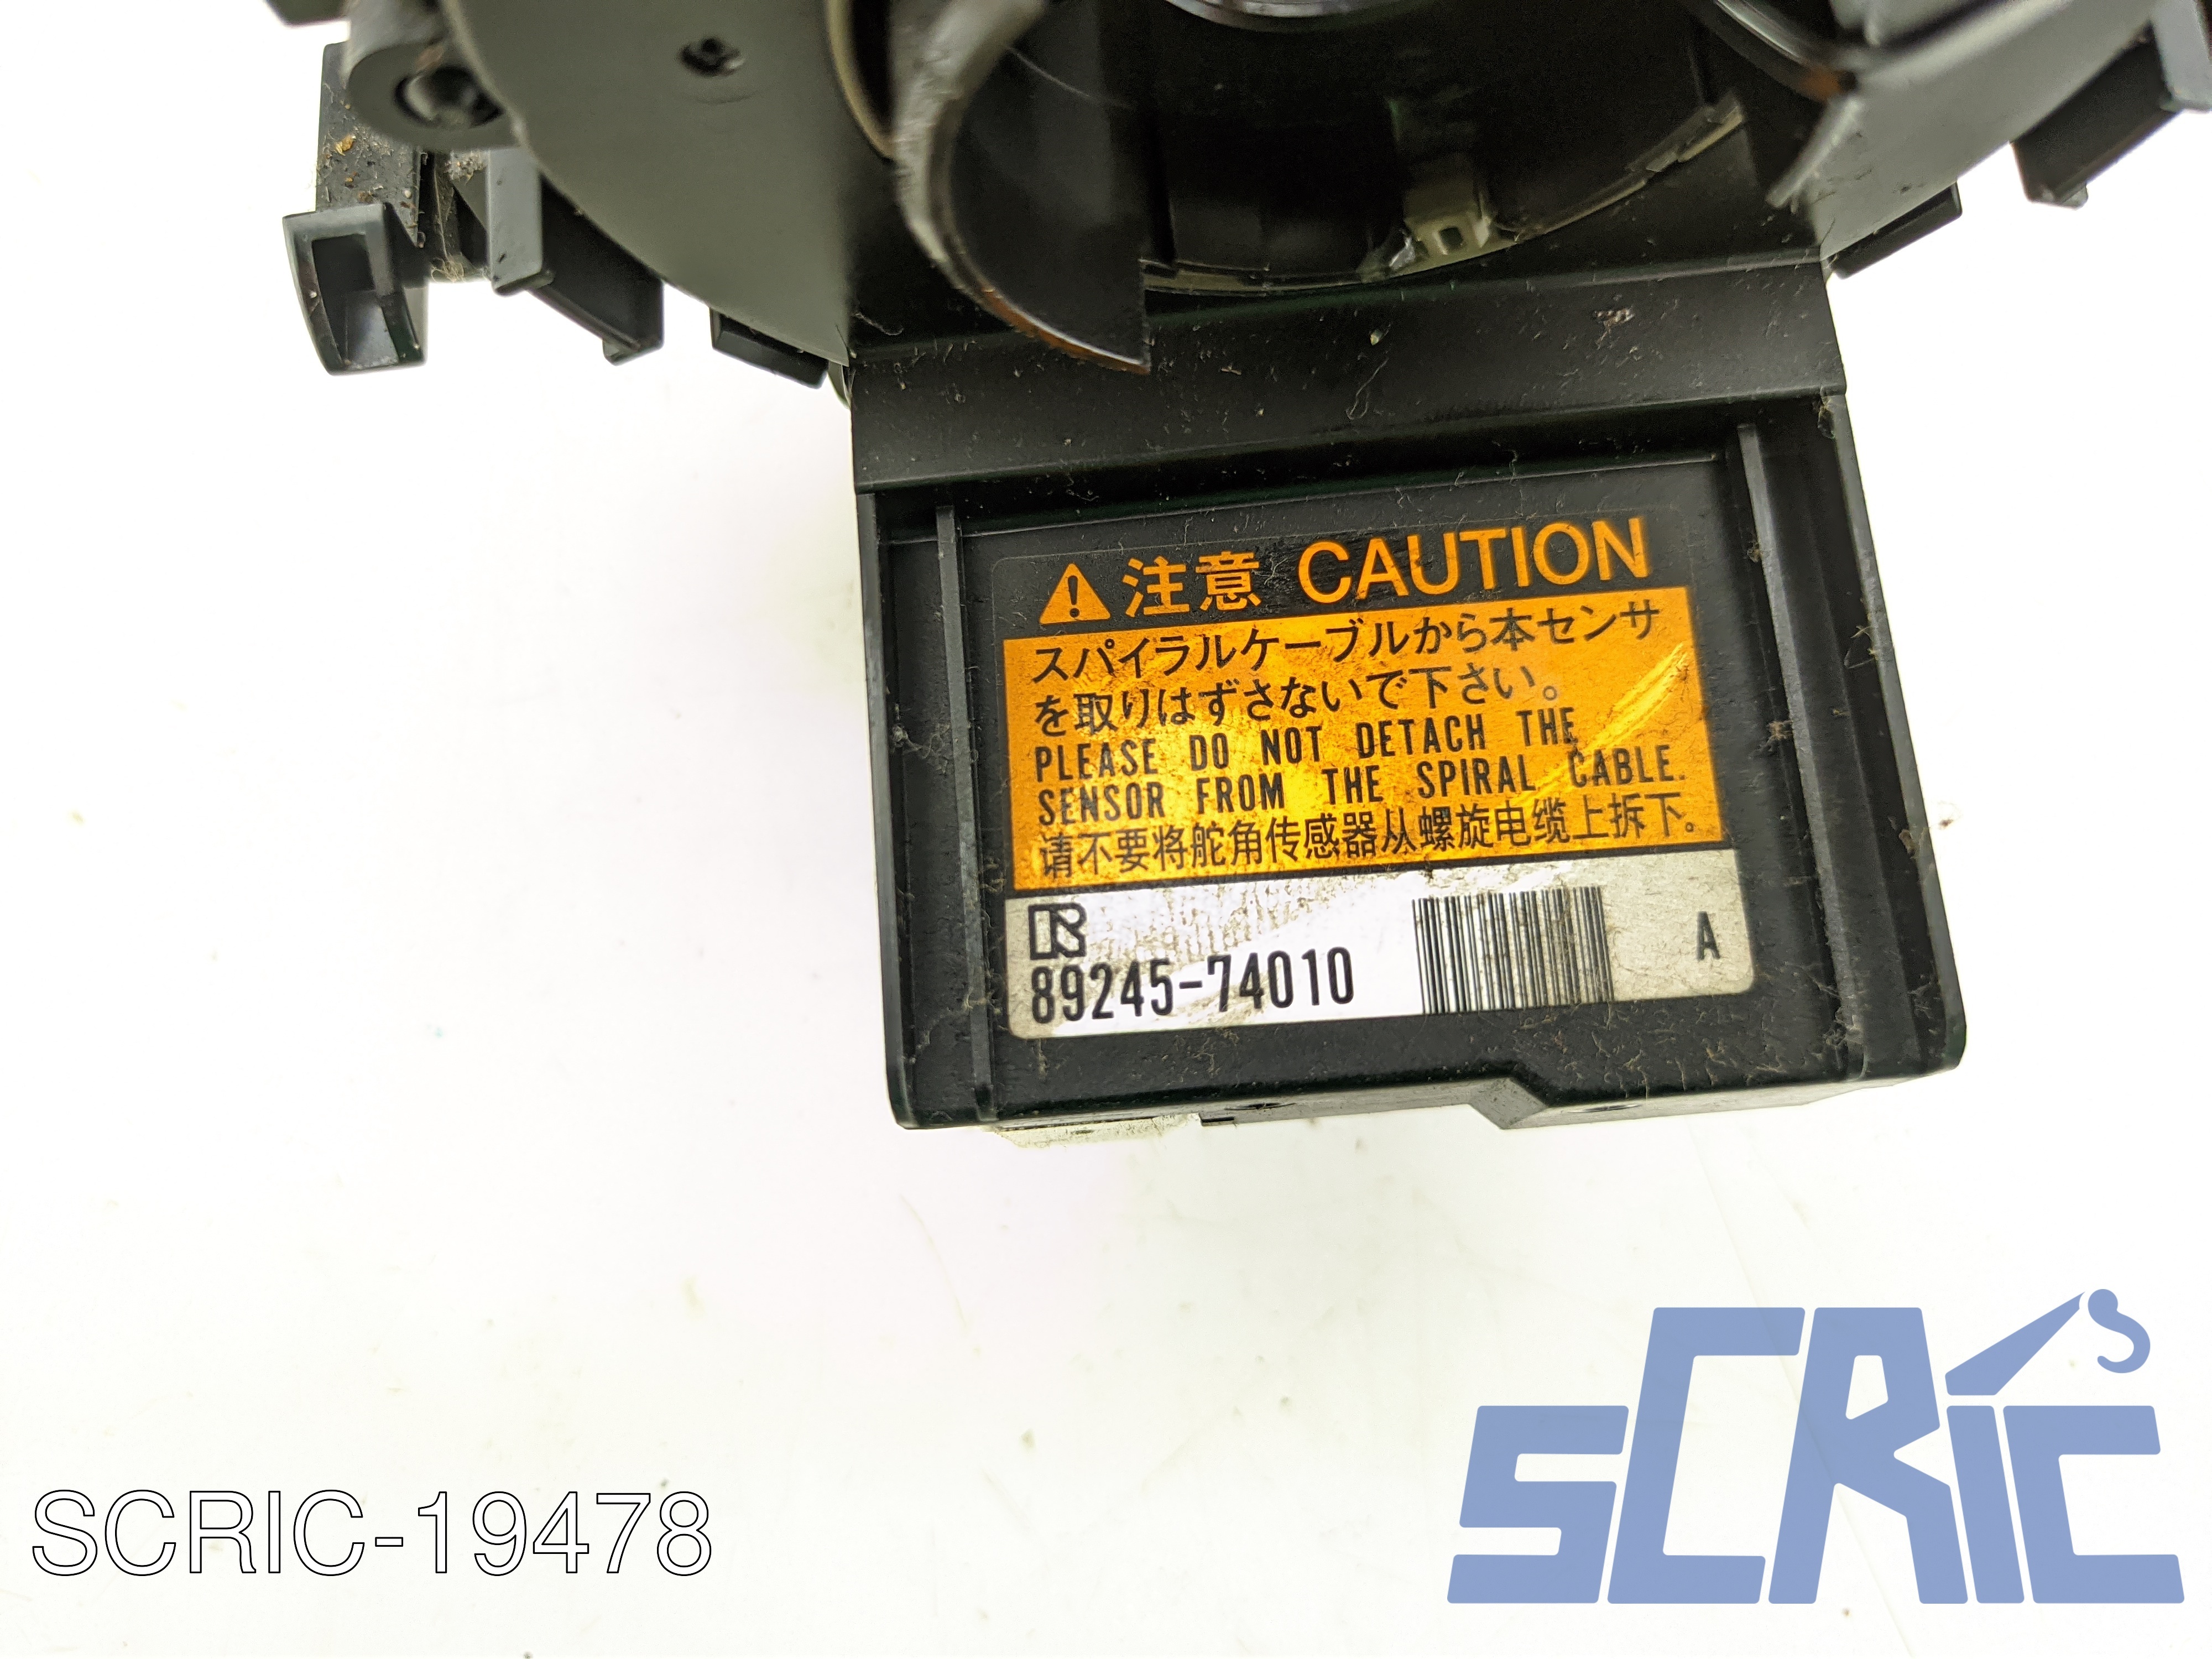 注意 CAUTION
スパイラルケーブルから本センサ
を取りはずさないで下さい。
PLEASE DO NOT DETACH THE
SENSOR FROM THE SPIRAL CABLE.
请不要将舵角传感器从螺旋电缆上拆下。
89245-74010
A
SCRIC-19478
SCRIC